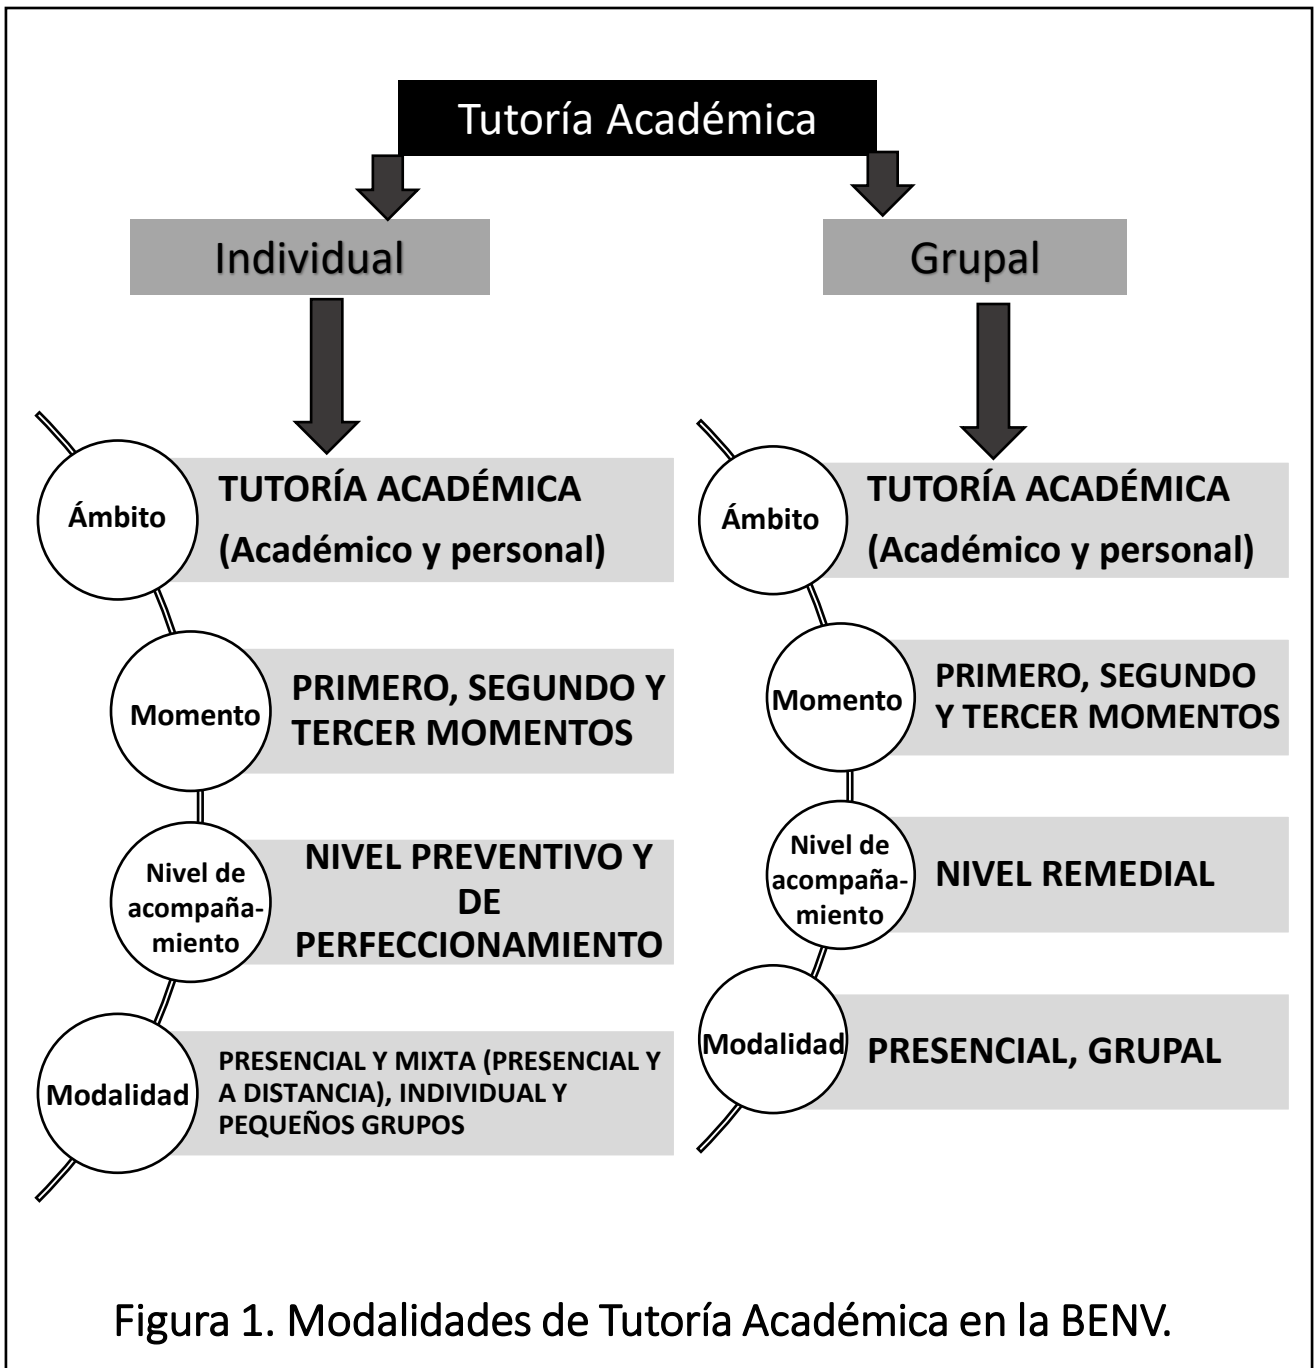 Tutoría Académica
Individual
Grupal
Ámbito
TUTORÍA ACADÉMICA
(Académico y personal)
Momento
PRIMERO, SEGUNDO Y
TERCER MOMENTOS
Nivel de
acompaña-
miento
NIVEL PREVENTIVO Y
DE
PERFECCIONAMIENTO
Modalidad
PRESENCIAL Y MIXTA (PRESENCIAL Y
A DISTANCIA), INDIVIDUAL Y
PEQUEÑOS GRUPOS
Ámbito
TUTORÍA ACADÉMICA
(Académico y personal)
Momento
PRIMERO, SEGUNDO
Y TERCER MOMENTOS
Nivel de
acompaña-
miento
NIVEL REMEDIAL
Modalidad
PRESENCIAL, GRUPAL
Figura 1. Modalidades de Tutoría Académica en la BENV.